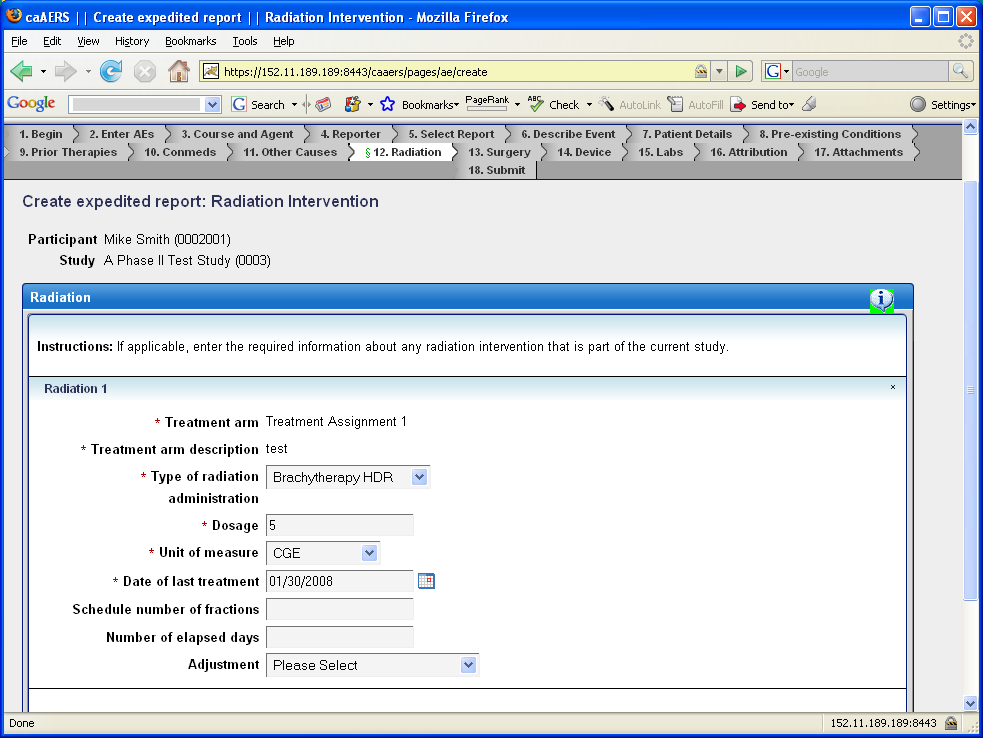 caAERS || Create expedited report || Radiation Intervention - Mozilla Firefox
File Edit View History Bookmarks Tools Help
https://152.11.189.189:8443/caaers/pages/ae/create G Google
Google G Search Bookmarks PageRank ABC Check AutoLink AutoFill Send to Settings
1. Begin 2. Enter AEs 3. Course and Agent 4. Reporter 5. Select Report 6. Describe Event 7. Patient Details 8. Pre-existing Conditions
9. Prior Therapies 10. Conmeds 11. Other Causes § 12. Radiation 13. Surgery 14. Device 15. Labs 16. Attribution 17. Attachments
18. Submit
Create expedited report: Radiation Intervention
Participant Mike Smith (0002001)
Study A Phase II Test Study (0003)
Radiation i
Instructions: If applicable, enter the required information about any radiation intervention that is part of the current study.
Radiation 1 ×
* Treatment arm Treatment Assignment 1
* Treatment arm description test
* Type of radiation Brachytherapy HDR
administration
* Dosage 5
* Unit of measure CGE
* Date of last treatment 01/30/2008
Schedule number of fractions
Number of elapsed days
Adjustment Please Select
Done 152.11.189.189:8443